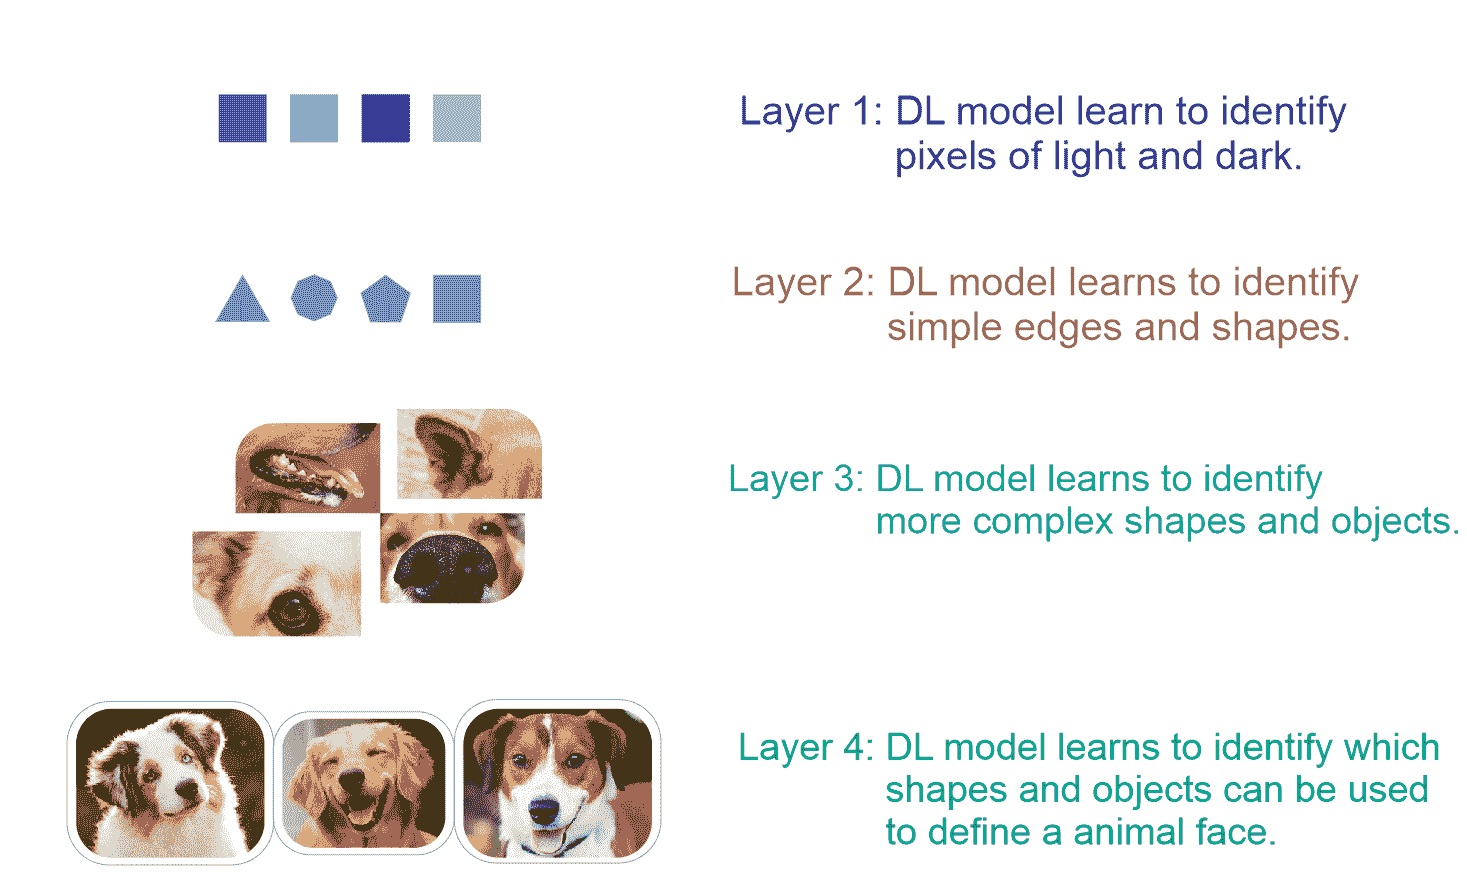 Layer 1: DL model learn to identify
pixels of light and dark.
Layer 2: DL model learns to identify
simple edges and shapes.
Layer 3: DL model learns to identify
more complex shapes and objects.
Layer 4: DL model learns to identify which
shapes and objects can be used
to define a animal face.